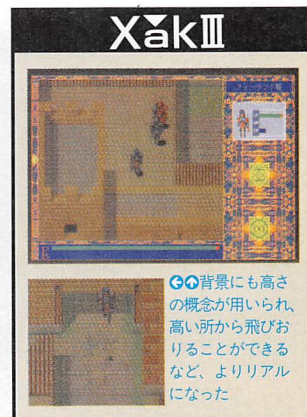 XǎkⅢ
⬅⬆背景にも高さ
の概念が用いられ、
高い所から飛びお
りることができる
など、よりリアル
になった